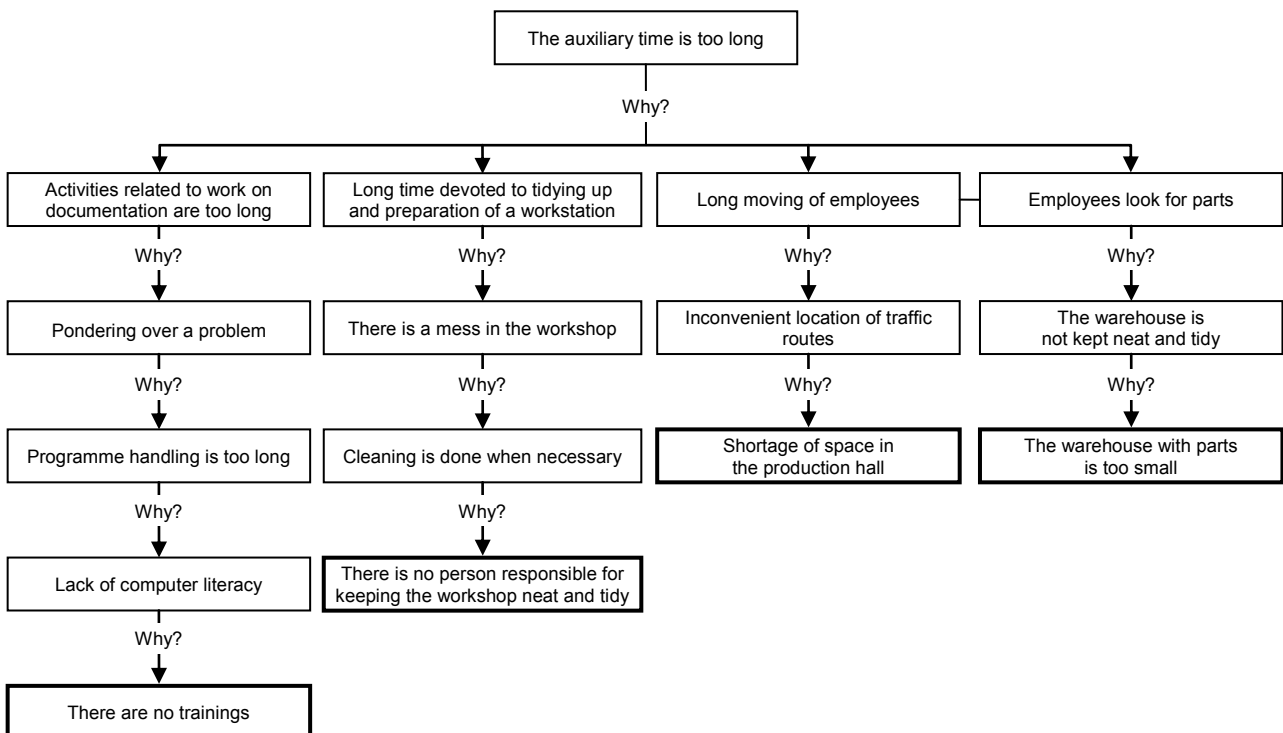 The auxiliary time is too long
Why?
Activities related to work on
documentation are too long
Long time devoted to tidying up
and preparation of a workstation
Long moving of employees
Employees look for parts
Why?
Why?
Why?
Why?
Pondering over a problem
There is a mess in the workshop
Inconvenient location of traffic
routes
The warehouse is
not kept neat and tidy
Why?
Why?
Why?
Why?
Programme handling is too long
Cleaning is done when necessary
Shortage of space in
the production hall
The warehouse with parts
is too small
Why?
Why?
Lack of computer literacy
There is no person responsible for
keeping the workshop neat and tidy
Why?
There are no trainings